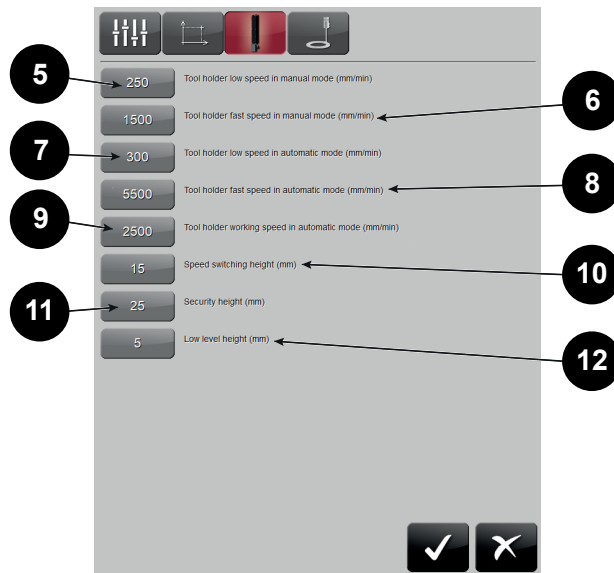 5
250 Tool holder low speed in manual mode (mm/min)
6
1500 Tool holder fast speed in manual mode (mm/min)
7
300 Tool holder low speed in automatic mode (mm/min)
8
5500 Tool holder fast speed in automatic mode (mm/min)
9
2500 Tool holder working speed in automatic mode (mm/min)
10
15 Speed switching height (mm)
11
25 Security height (mm)
12
5 Low level height (mm)